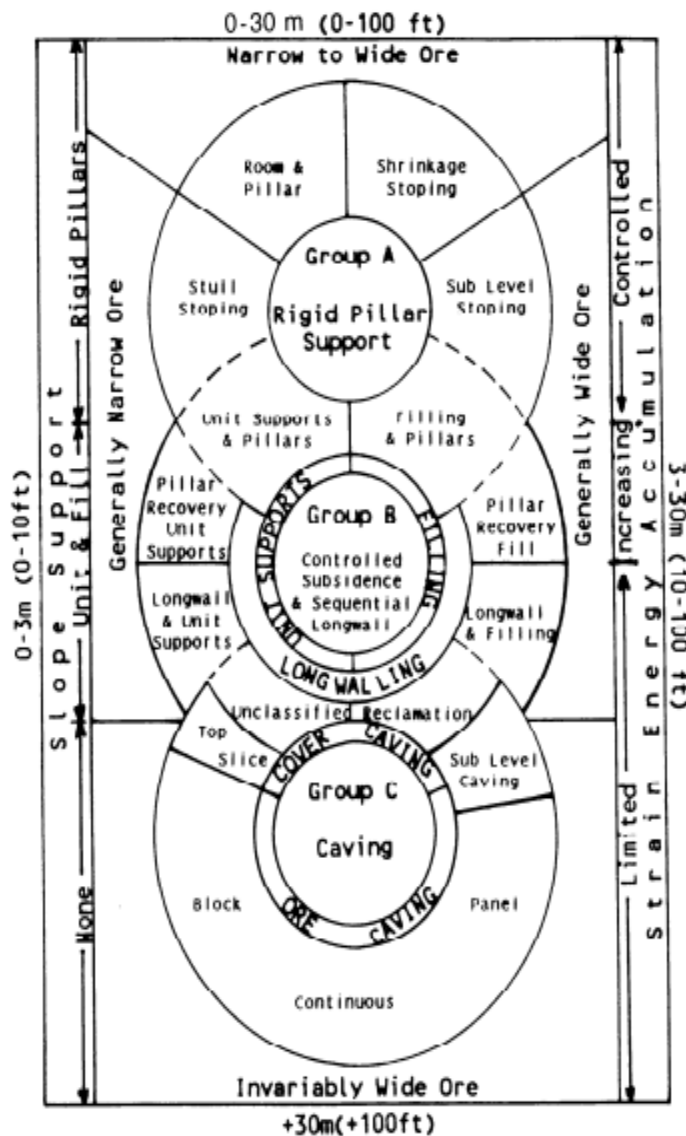 0-30 m (0-100 ft)
Narrow to Wide Ore
Room &
Pillar
Shrinkage
Stoping
Group A
Rigid Pillar
Support
Stull
Stoping
Sub Level
Stoping
Unit Supports
& Pillars
Filling
& Pillars
Pillar
Recovery
Unit
Supports
Pillar
Recovery
Fill
UNIT SUPPORTS
FILLING
Group B
Controlled
Subsidence
& Sequential
Longwall
Longwall
& Unit
Supports
Longwall
& Filling
LONGWALLING
Unclassified Reclamation
Top
Slice
COVER CAVING
Sub Level
Caving
Group C
Caving
Block
Panel
ORE CAVING
Continuous
Invariably Wide Ore
+30m(+100ft)
0-3m (0-10ft)
Slope Support
Rigid Pillars
Unit & Fill
None
Generally Narrow Ore
Generally Wide Ore
Controlled
Increasing
Limited
Strain Energy Accumulation
3-30m (10-100 ft)